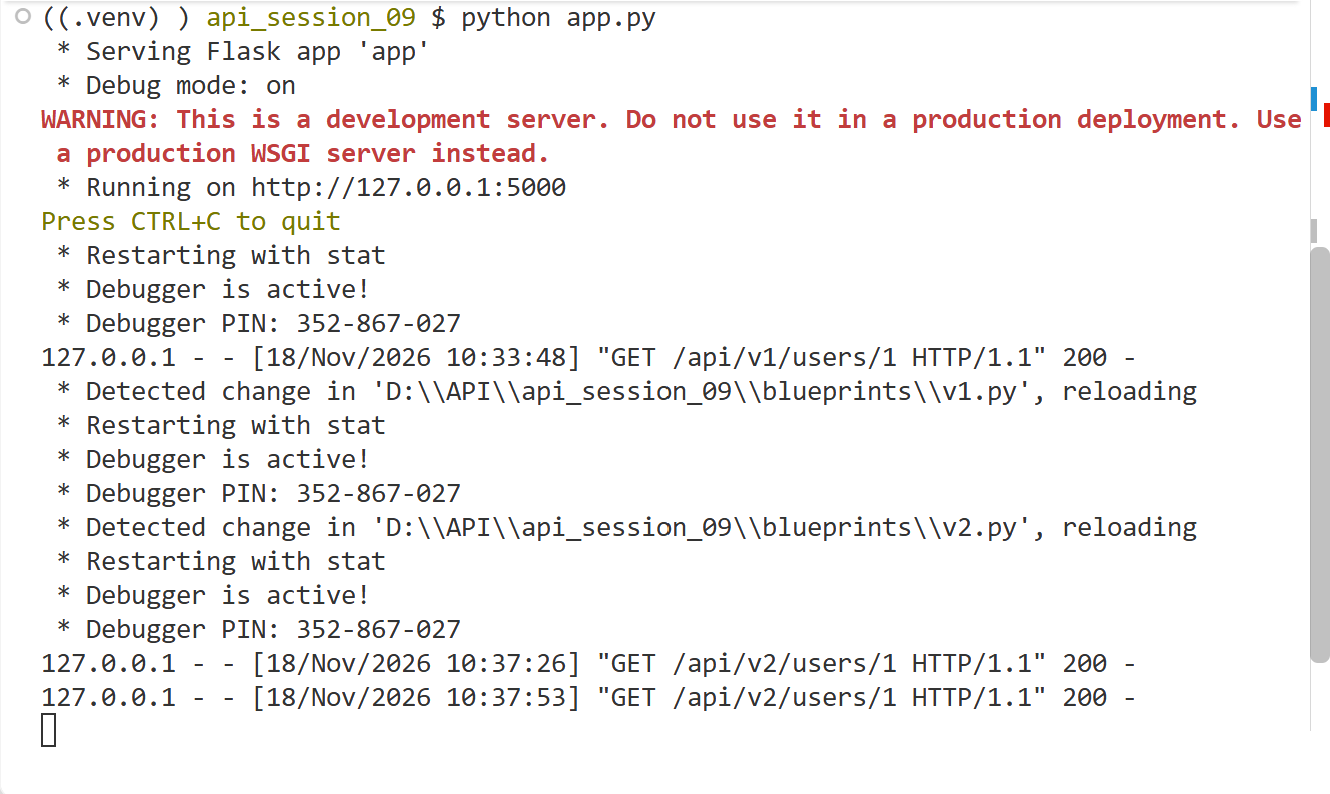 ((.venv) ) api_session_09 $ python app.py
 * Serving Flask app 'app'
 * Debug mode: on
WARNING: This is a development server. Do not use it in a production deployment. Use
 a production WSGI server instead.
 * Running on http://127.0.0.1:5000
Press CTRL+C to quit
 * Restarting with stat
 * Debugger is active!
 * Debugger PIN: 352-867-027
127.0.0.1 - - [18/Nov/2026 10:33:48] "GET /api/v1/users/1 HTTP/1.1" 200 -
 * Detected change in 'D:\\API\\api_session_09\\blueprints\\v1.py', reloading
 * Restarting with stat
 * Debugger is active!
 * Debugger PIN: 352-867-027
 * Detected change in 'D:\\API\\api_session_09\\blueprints\\v2.py', reloading
 * Restarting with stat
 * Debugger is active!
 * Debugger PIN: 352-867-027
127.0.0.1 - - [18/Nov/2026 10:37:26] "GET /api/v2/users/1 HTTP/1.1" 200 -
127.0.0.1 - - [18/Nov/2026 10:37:53] "GET /api/v2/users/1 HTTP/1.1" 200 -